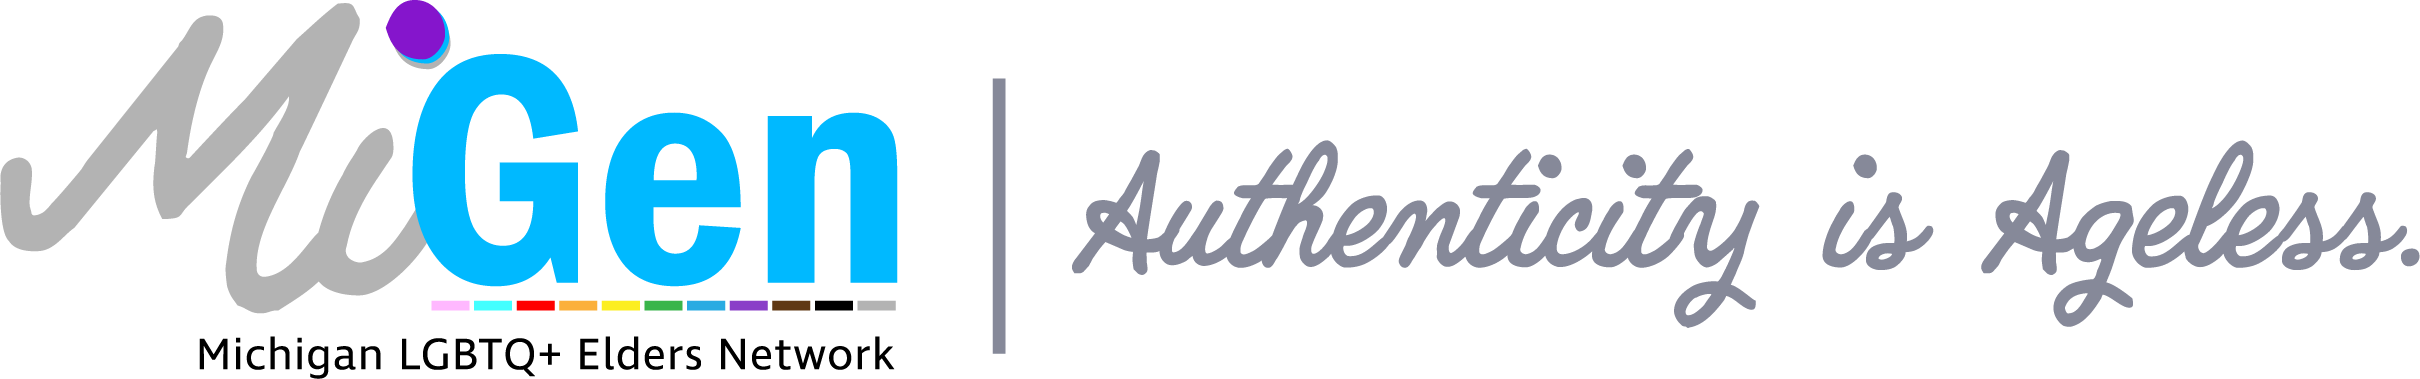 MiGen
Michigan LGBTQ+ Elders Network
Authenticity is Ageless.